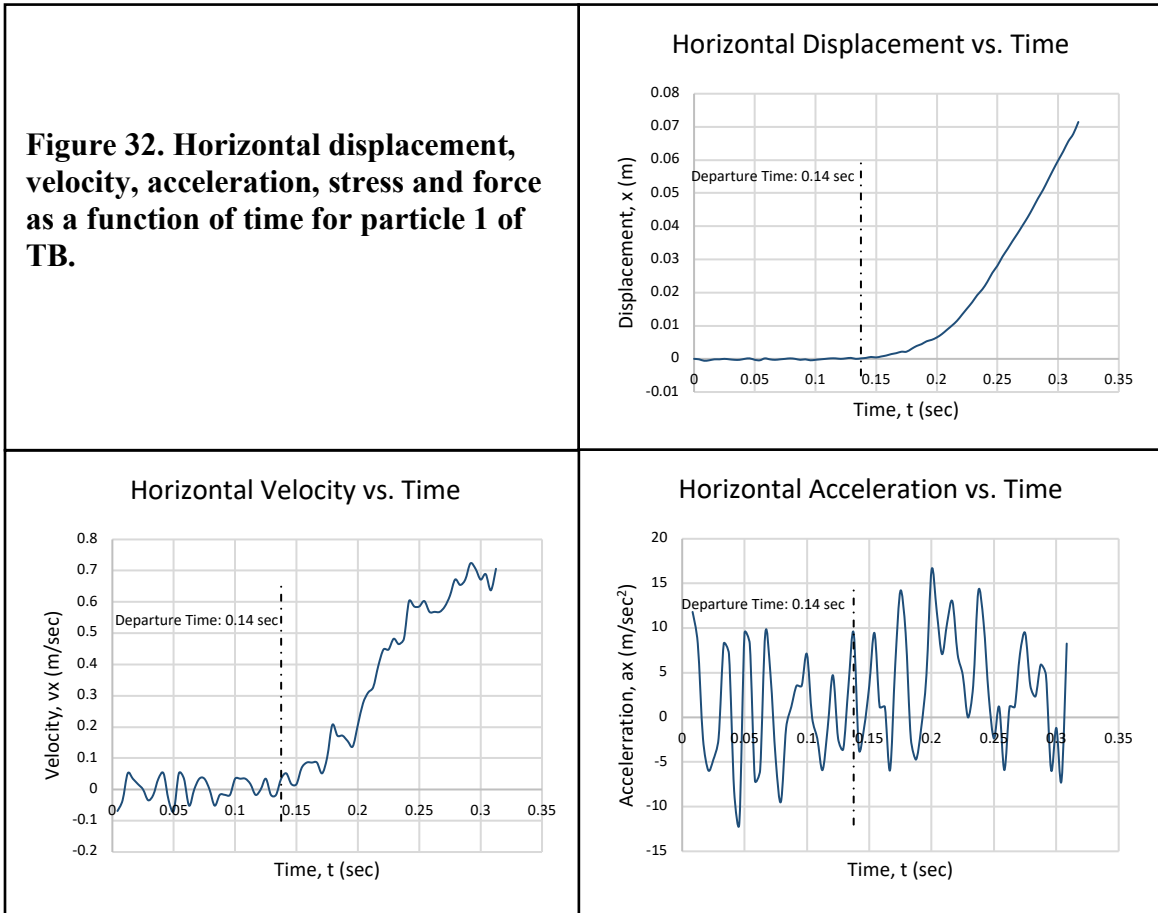 Figure 32. Horizontal displacement,
velocity, acceleration, stress and force
as a function of time for particle 1 of
TB.
Horizontal Displacement vs. Time
0.08
0.07
0.06
0.05
0.04
0.03
0.02
0.01
0
-0.01
Displacement, x (m)
Departure Time: 0.14 sec
0 0.05 0.1 0.15 0.2 0.25 0.3 0.35
Time, t (sec)
Horizontal Velocity vs. Time
0.8
0.7
0.6
0.5
0.4
0.3
0.2
0.1
0
-0.1
-0.2
Velocity, vx (m/sec)
Departure Time: 0.14 sec
0 0.05 0.1 0.15 0.2 0.25 0.3 0.35
Time, t (sec)
Horizontal Acceleration vs. Time
20
15
10
5
0
-5
-10
-15
Accelerration, ax (m/sec²)
Departure Time: 0.14 sec
0 0.05 0.1 0.15 0.2 0.25 0.3 0.35
Time, t (sec)